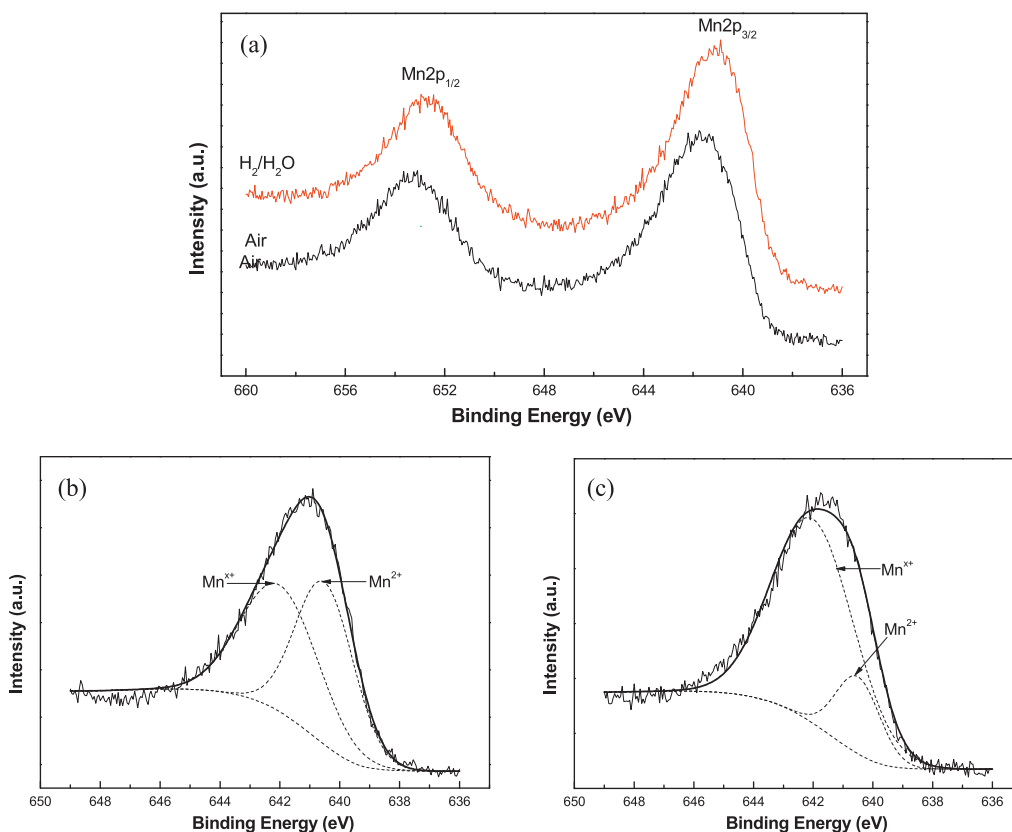 (a)
Mn2p3/2
Mn2p1/2
H2/H2O
Air
Air
Intensity (a.u.)
660 656 652 648 644 640 636
Binding Energy (eV)
(b)
Mnx+
Mn2+
Intensity (a.u.)
650 648 646 644 642 640 638 636
Binding Energy (eV)
(c)
Mnx+
Mn2+
Intensity (a.u.)
650 648 646 644 642 640 638 636
Binding Energy (eV)